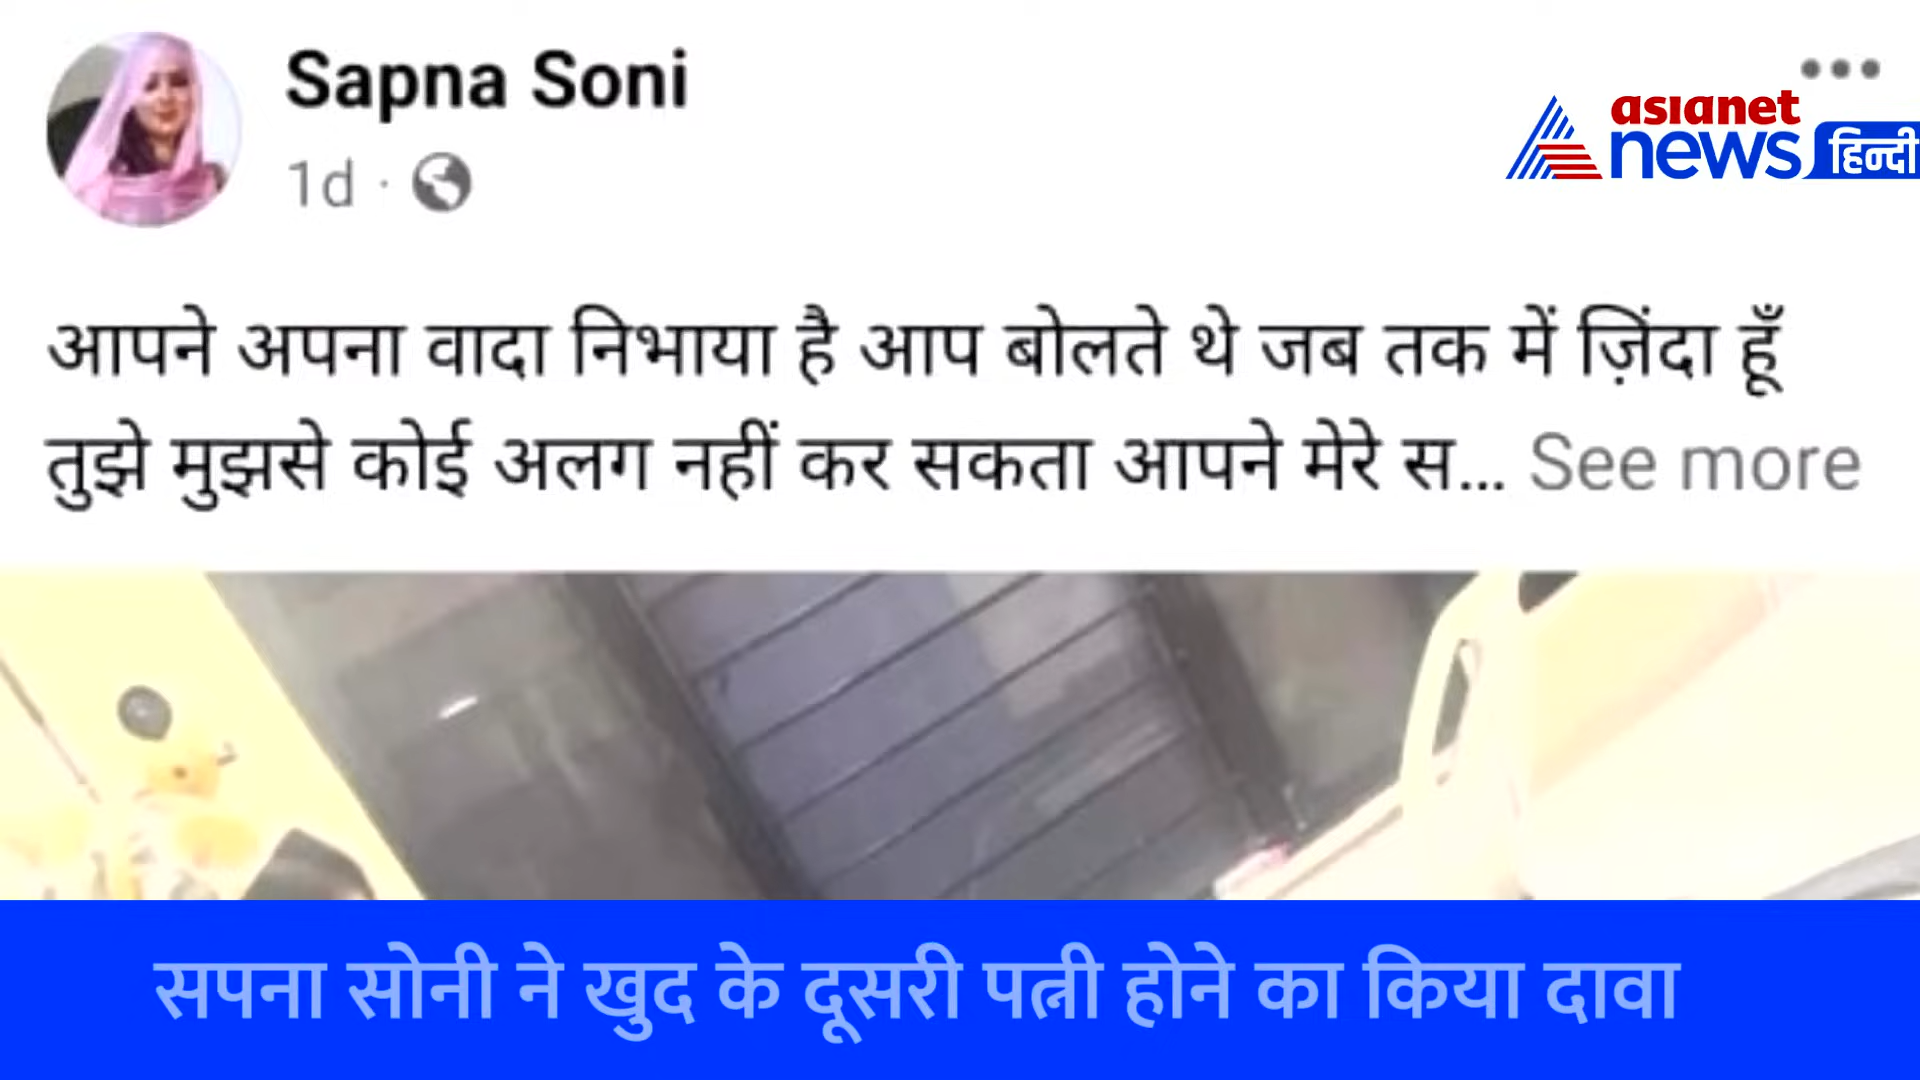 Sapna Soni
1d ·
asianet
news हिन्दी
आपने अपना वादा निभाया है आप बोलते थे जब तक में ज़िंदा हूँ
तुझे मुझसे कोई अलग नहीं कर सकता आपने मेरे स... See more
सपना सोनी ने खुद के दूसरी पत्नी होने का किया दावा